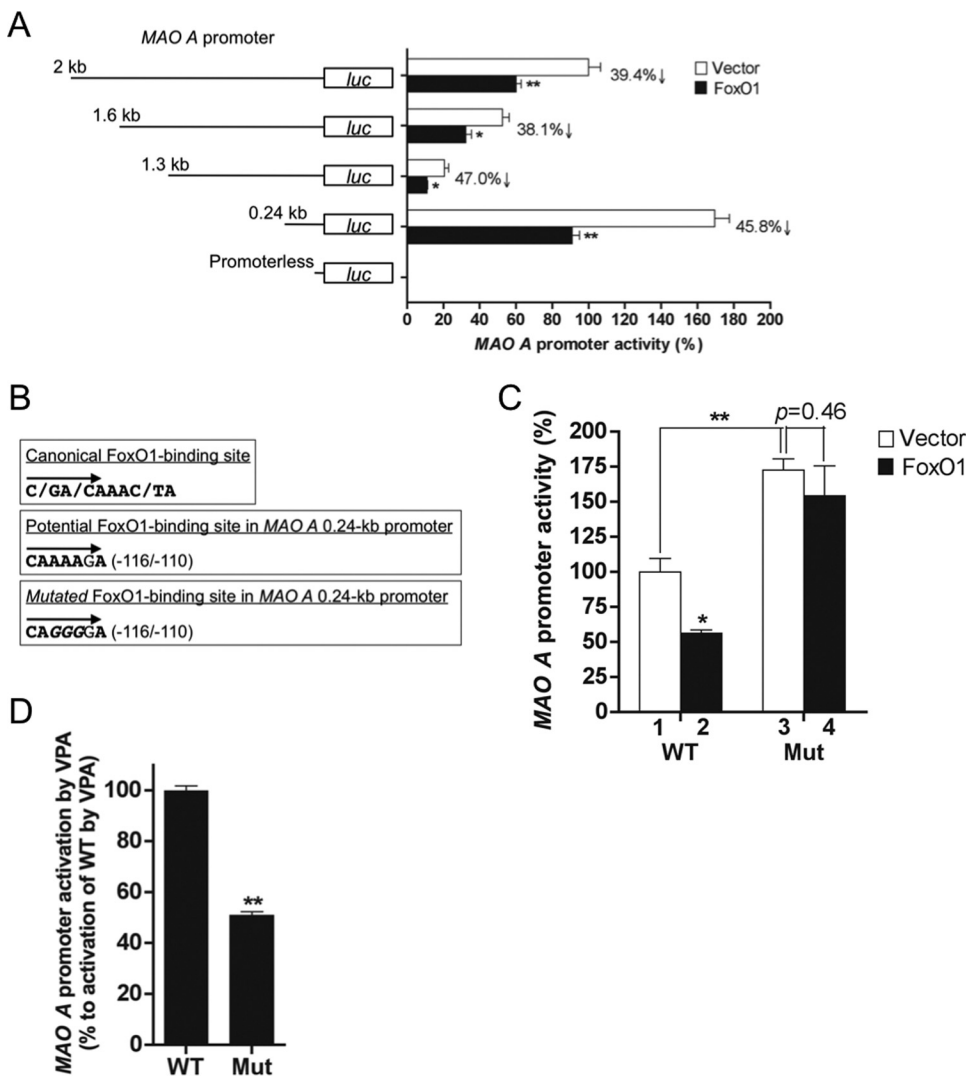 A
MAO A promoter
2 kb
luc
39.4%↓
**
Vector
FoxO1
1.6 kb
luc
38.1%↓
*
1.3 kb
luc
47.0%↓
*
0.24 kb
luc
45.8%↓
**
Promoterless
luc
0 20 40 60 80 100 120 140 160 180 200
MAO A promoter activity (%)
B
Canonical FoxO1-binding site
C/GA/CAAAC/TA
Potential FoxO1-binding site in MAO A 0.24-kb promoter
CAAAAGA (-116/-110)
Mutated FoxO1-binding site in MAO A 0.24-kb promoter
CAGGGGA (-116/-110)
C
MAO A promoter activity (%)
200
175
150
125
100
75
50
25
0
**
p=0.46
*
Vector
FoxO1
1 2 3 4
WT Mut
D
MAO A promoter activation by VPA
(% to activation of WT by VPA)
100
80
60
40
20
0
**
WT Mut